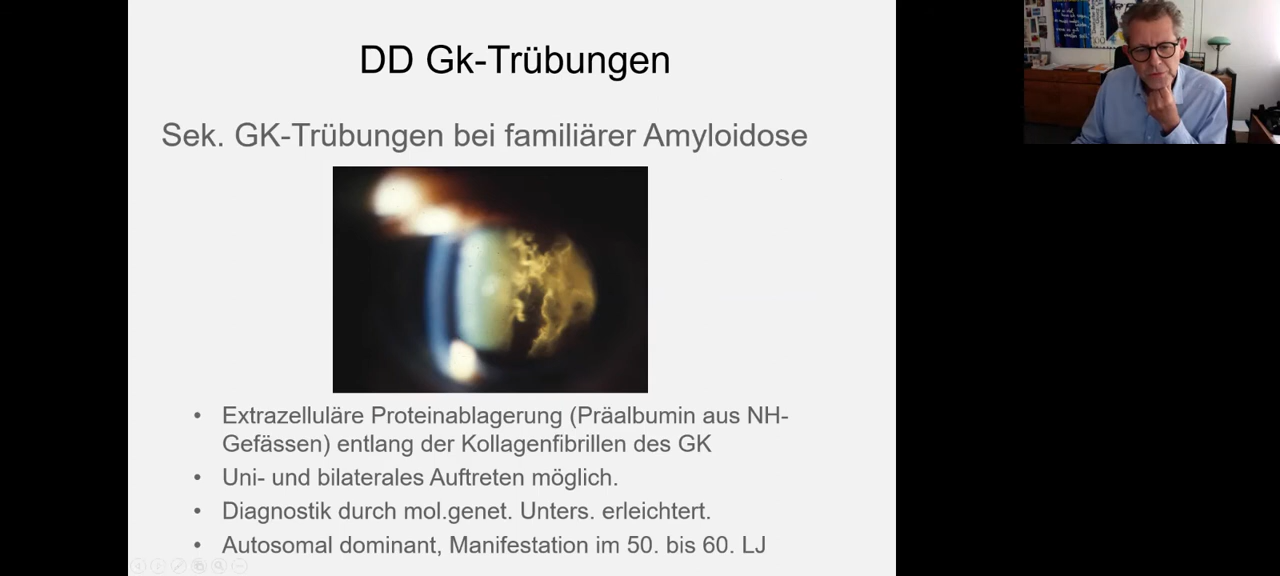 DD Gk-Trübungen
Sek. GK-Trübungen bei familiärer Amyloidose
• Extrazelluläre Proteinablagerung (Präalbumin aus NH-
Gefässen) entlang der Kollagenfibrillen des GK
• Uni- und bilaterales Auftreten möglich.
• Diagnostik durch mol.genet. Unters. erleichtert.
• Autosomal dominant, Manifestation im 50. bis 60. LJ